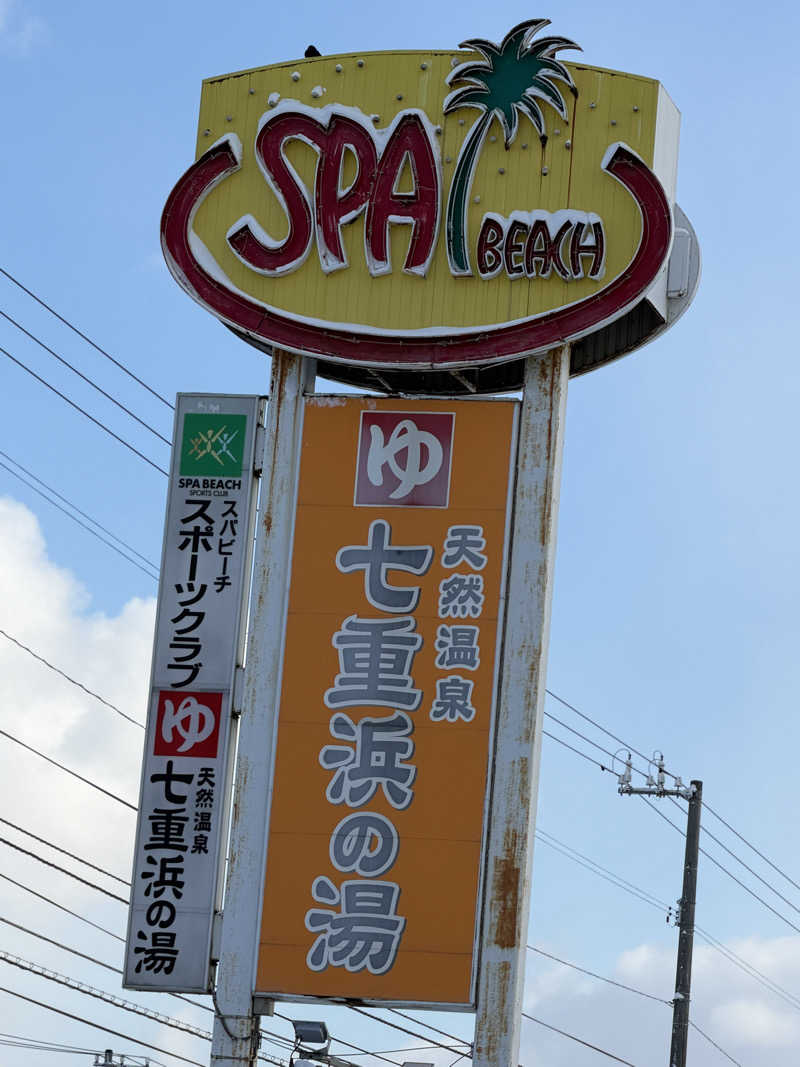 SPA
BEACH
ゆ
天然温泉
七重浜の湯
SPA BEACH
SPORTS CLUB
スパビーチ
スポーツクラブ
ゆ
天然温泉
七重浜の湯